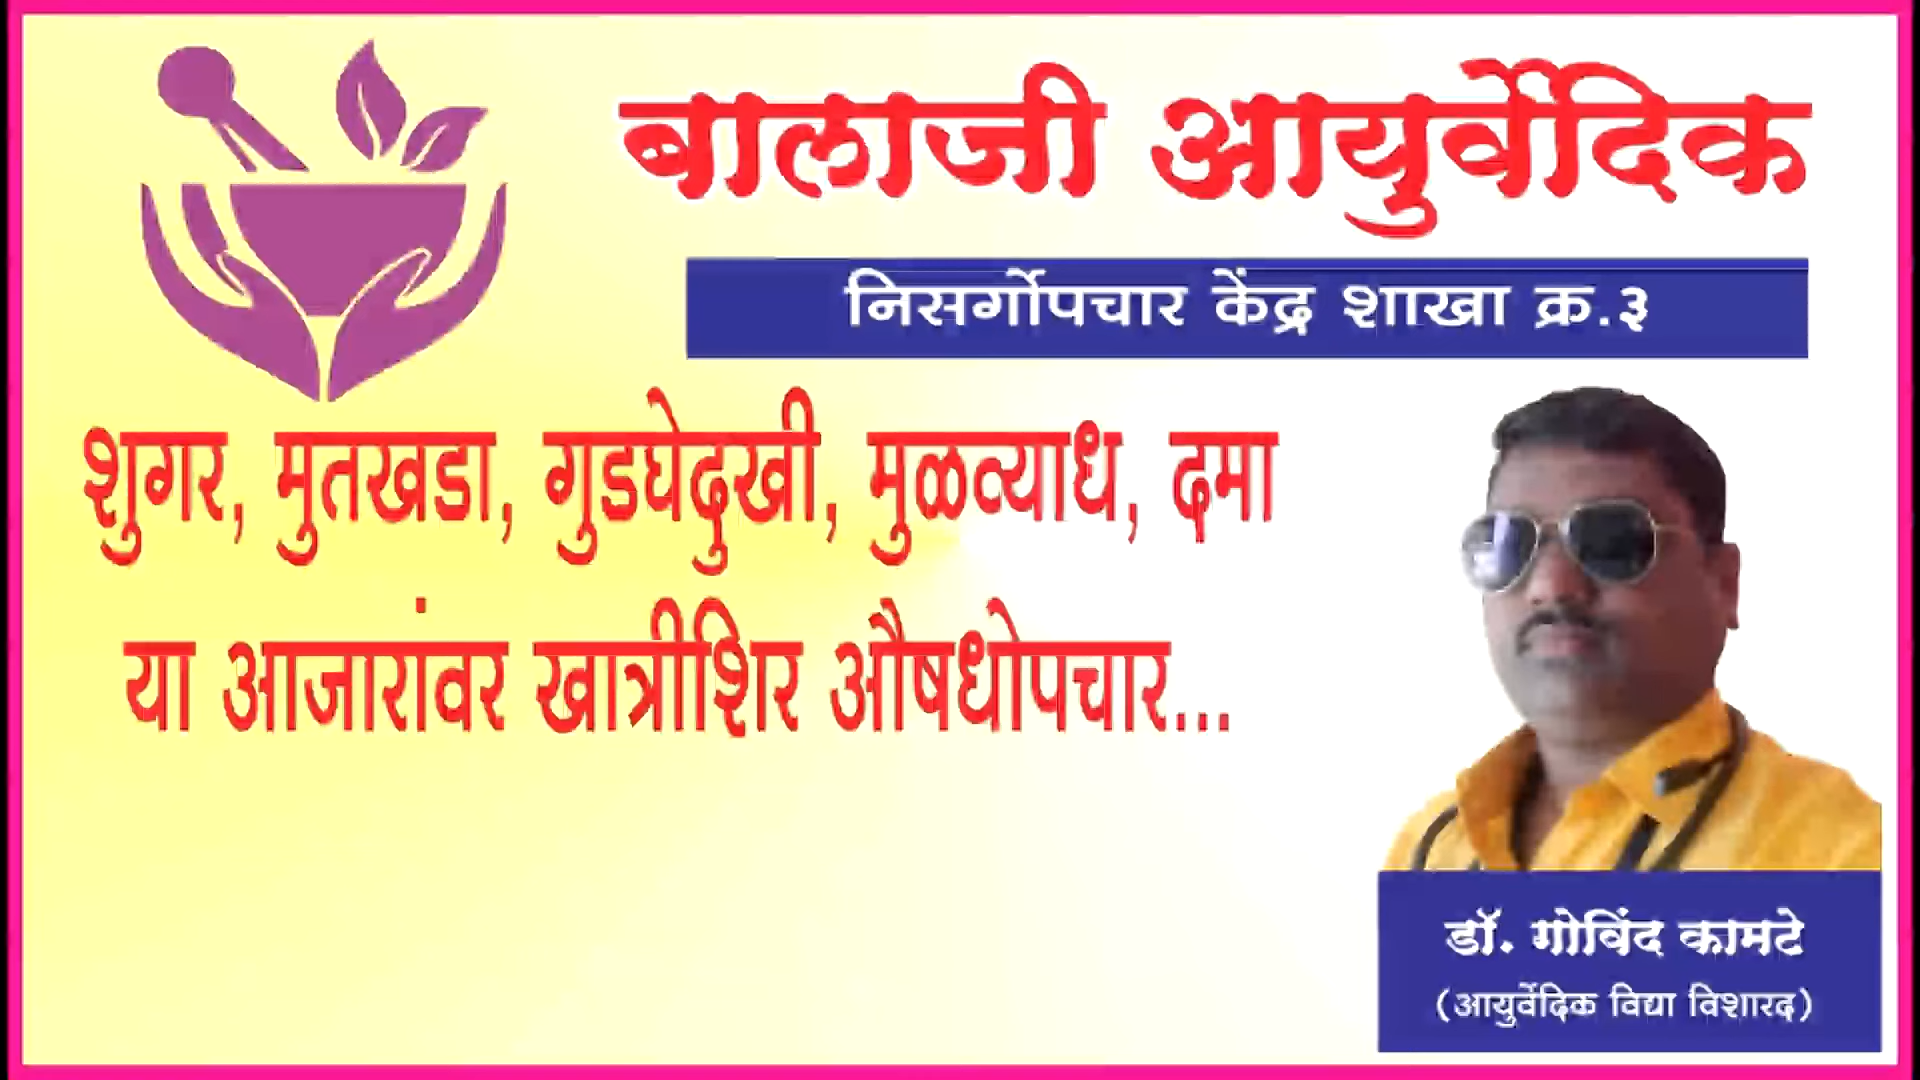 बालाजी आयुर्वेदिक
निसर्गोपचार केंद्र शाखा क्र.३
शुगर, मुतखडा, गुडघेदुखी, मुळव्याध, दमा
या आजारांवर खात्रीशिर औषधोपचार...
डॉ. गोविंद कामटे
(आयुर्वेदिक विद्या विशारद)